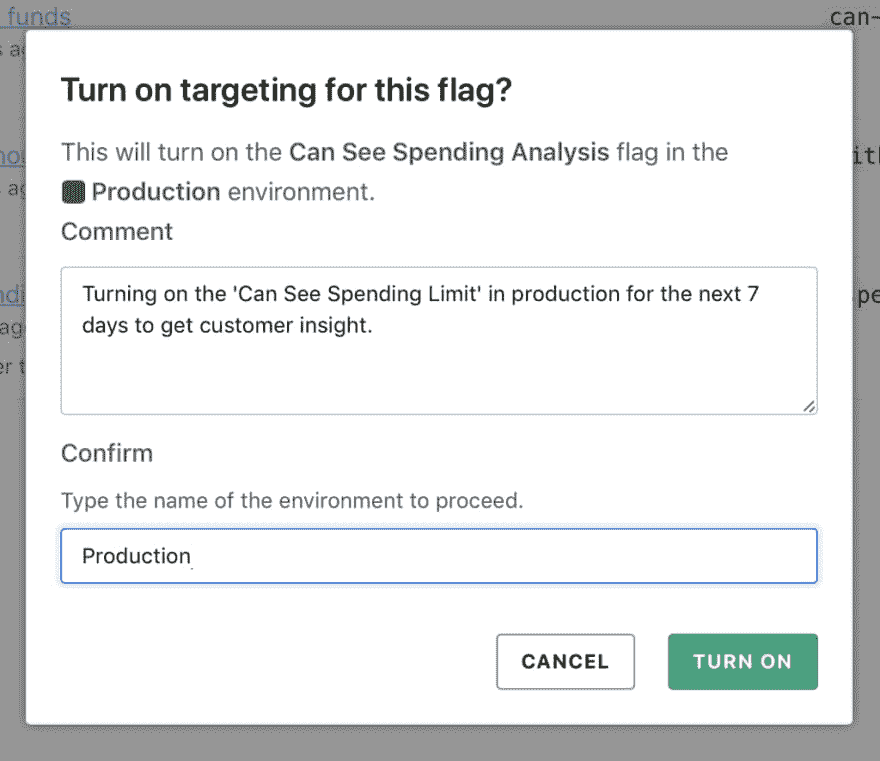 funds
can-
Turn on targeting for this flag?
This will turn on the Can See Spending Analysis flag in the
Production environment.
Comment
Turning on the 'Can See Spending Limit' in production for the next 7
days to get customer insight.
Confirm
Type the name of the environment to proceed.
Production
CANCEL
TURN ON